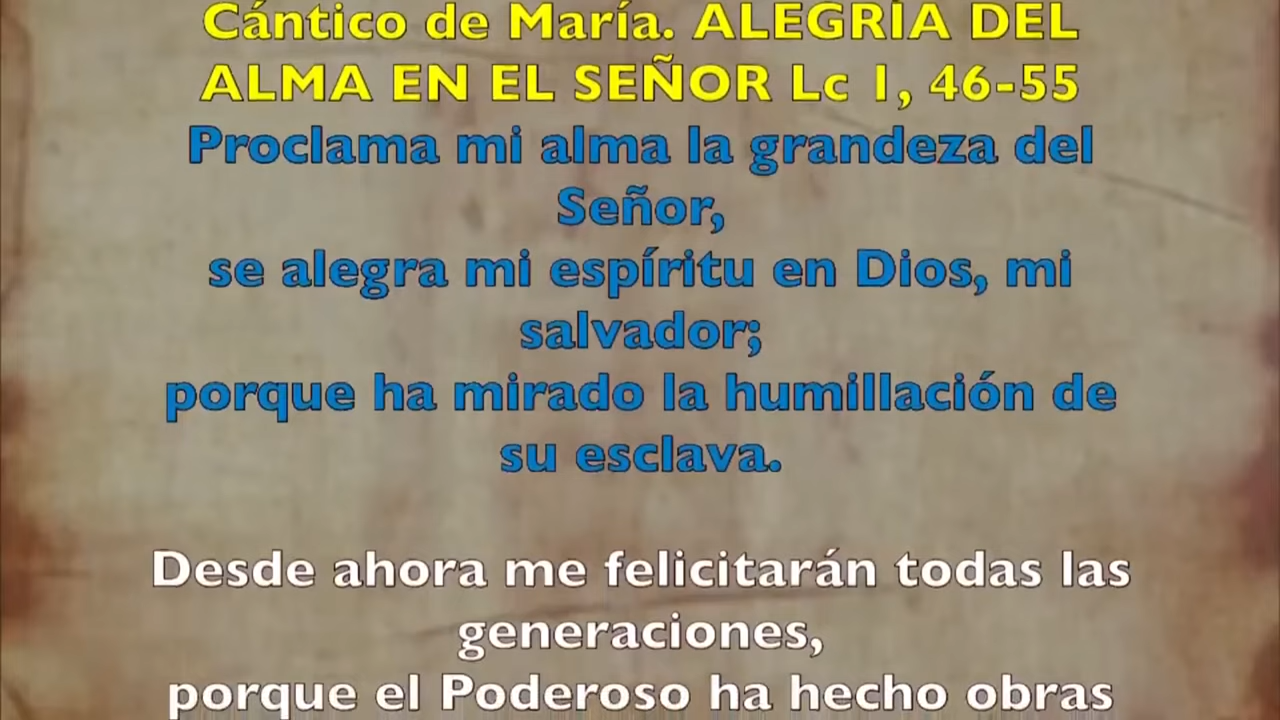 Cántico de María. ALEGRÍA DEL
ALMA EN EL SEÑOR Lc 1, 46-55
Proclama mi alma la grandeza del
Señor,
se alegra mi espíritu en Dios, mi
salvador;
porque ha mirado la humillación de
su esclava.
Desde ahora me felicitarán todas las
generaciones,
porque el Poderoso ha hecho obras